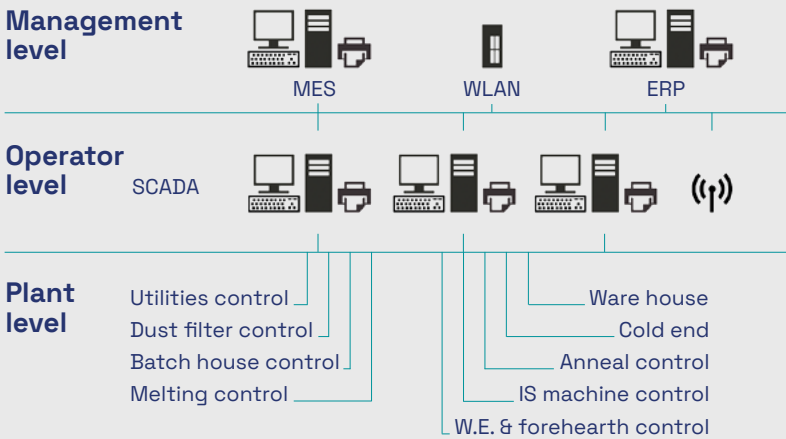 Management
level
MES
WLAN
ERP
Operator
level
SCADA
Plant
level
Utilities control
Dust filter control
Batch house control
Melting control
Ware house
Cold end
Anneal control
IS machine control
W.E. & forehearth control